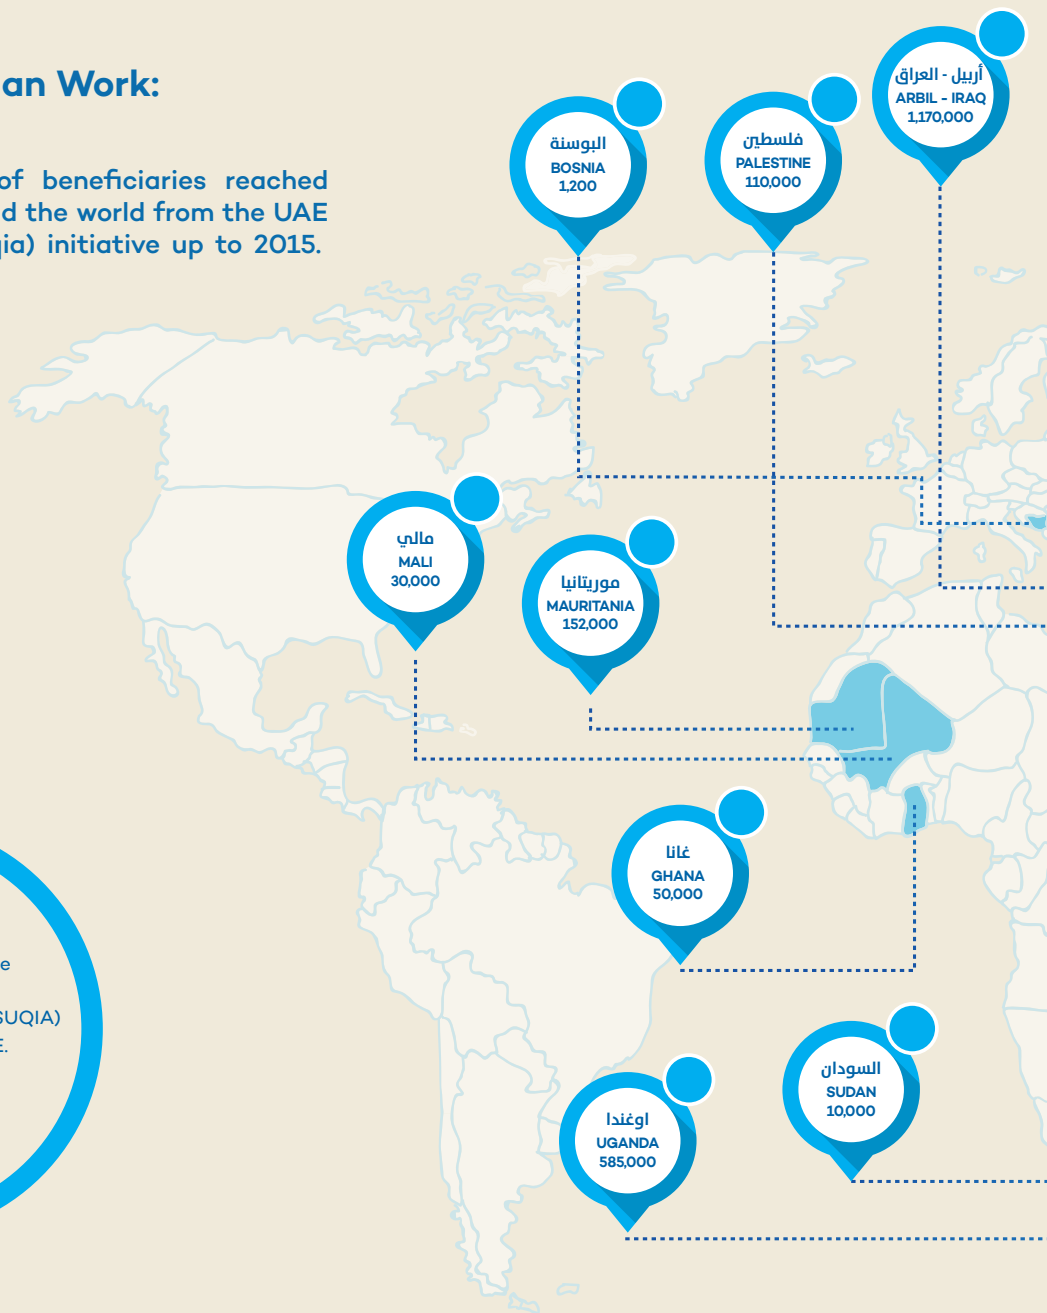 an Work:
of beneficiaries reached
d the world from the UAE
ia) initiative up to 2015.
أربيل - العراق
ARBIL - IRAQ
1,170,000
البوسنة
BOSNIA
1,200
فلسطين
PALESTINE
110,000
مالي
MALI
30,000
موريتانيا
MAURITANIA
152,000
غانا
GHANA
50,000
السودان
SUDAN
10,000
اوغندا
UGANDA
585,000
e
SUQIA)
E.